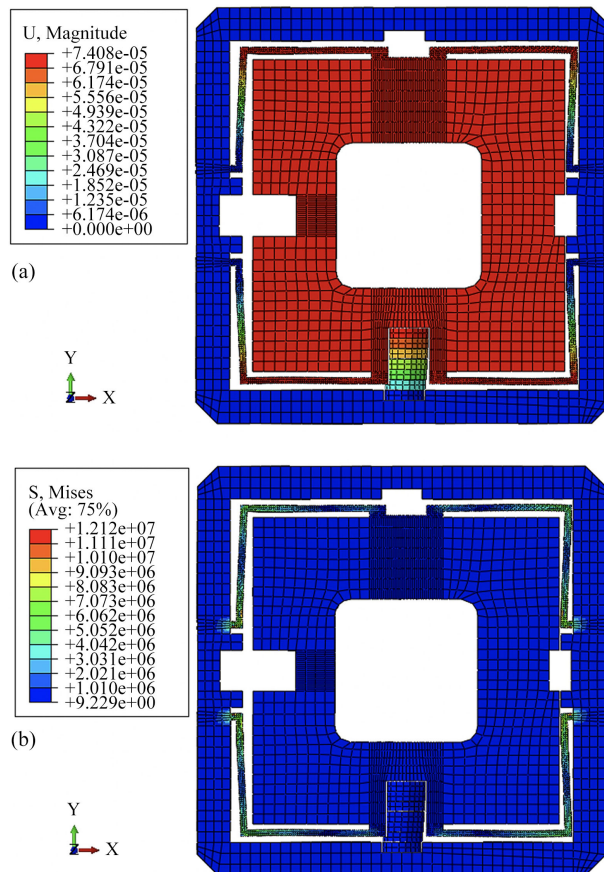 U, Magnitude
+7.408e-05
+6.791e-05
+6.174e-05
+5.556e-05
+4.939e-05
+4.322e-05
+3.704e-05
+3.087e-05
+2.469e-05
+1.852e-05
+1.235e-05
+6.174e-06
+0.000e+00
(a)
Y
X
S, Mises
(Avg: 75%)
+1.212e+07
+1.111e+07
+1.010e+07
+9.093e+06
+8.083e+06
+7.073e+06
+6.062e+06
+5.052e+06
+4.042e+06
+3.031e+06
+2.021e+06
+1.010e+06
+9.229e+00
(b)
Y
X